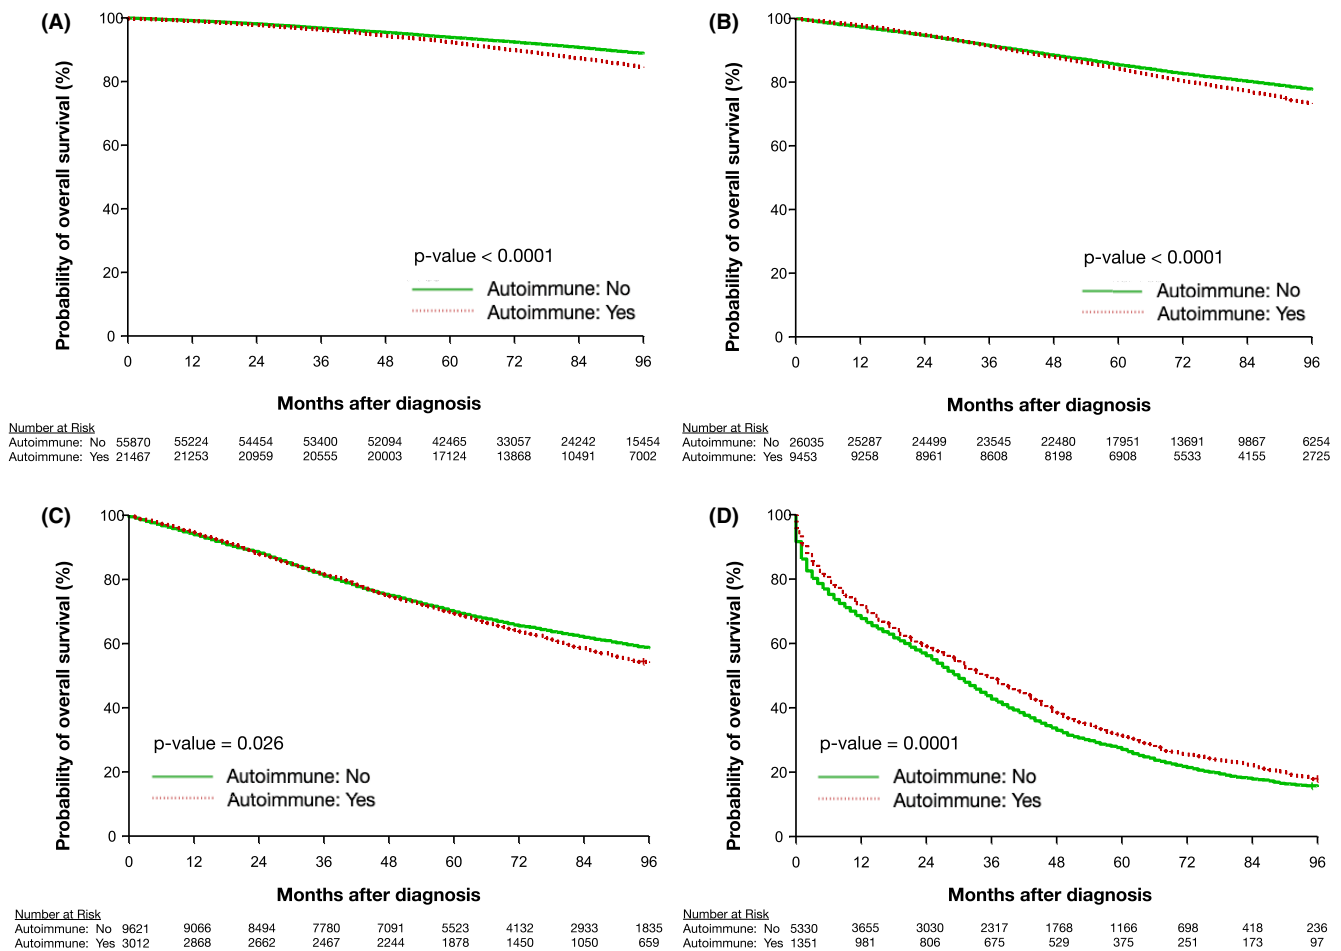 (A)
Probability of overall survival (%)
100
80
60
40
20
0
p-value < 0.0001
Autoimmune: No
Autoimmune: Yes
0 12 24 36 48 60 72 84 96
Months after diagnosis
Number at Risk
Autoimmune: No 55870 55224 54454 53400 52094 42465 33057 24242 15454
Autoimmune: Yes 21467 21253 20959 20555 20003 17124 13868 10491 7002
(B)
Probability of overall survival (%)
100
80
60
40
20
0
p-value < 0.0001
Autoimmune: No
Autoimmune: Yes
0 12 24 36 48 60 72 84 96
Months after diagnosis
Number at Risk
Autoimmune: No 26035 25287 24499 23545 22480 17951 13691 9867 6254
Autoimmune: Yes 9453 9258 8961 8608 8198 6908 5533 4155 2725
(C)
Probability of overall survival (%)
100
80
60
40
20
0
p-value = 0.026
Autoimmune: No
Autoimmune: Yes
0 12 24 36 48 60 72 84 96
Months after diagnosis
Number at Risk
Autoimmune: No 9621 9066 8494 7780 7091 5523 4132 2933 1835
Autoimmune: Yes 3012 2868 2662 2467 2244 1878 1450 1050 659
(D)
Probability of overall survival (%)
100
80
60
40
20
0
p-value = 0.0001
Autoimmune: No
Autoimmune: Yes
0 12 24 36 48 60 72 84 96
Months after diagnosis
Number at Risk
Autoimmune: No 5330 3655 3030 2317 1768 1166 698 418 236
Autoimmune: Yes 1351 981 806 675 529 375 251 173 97